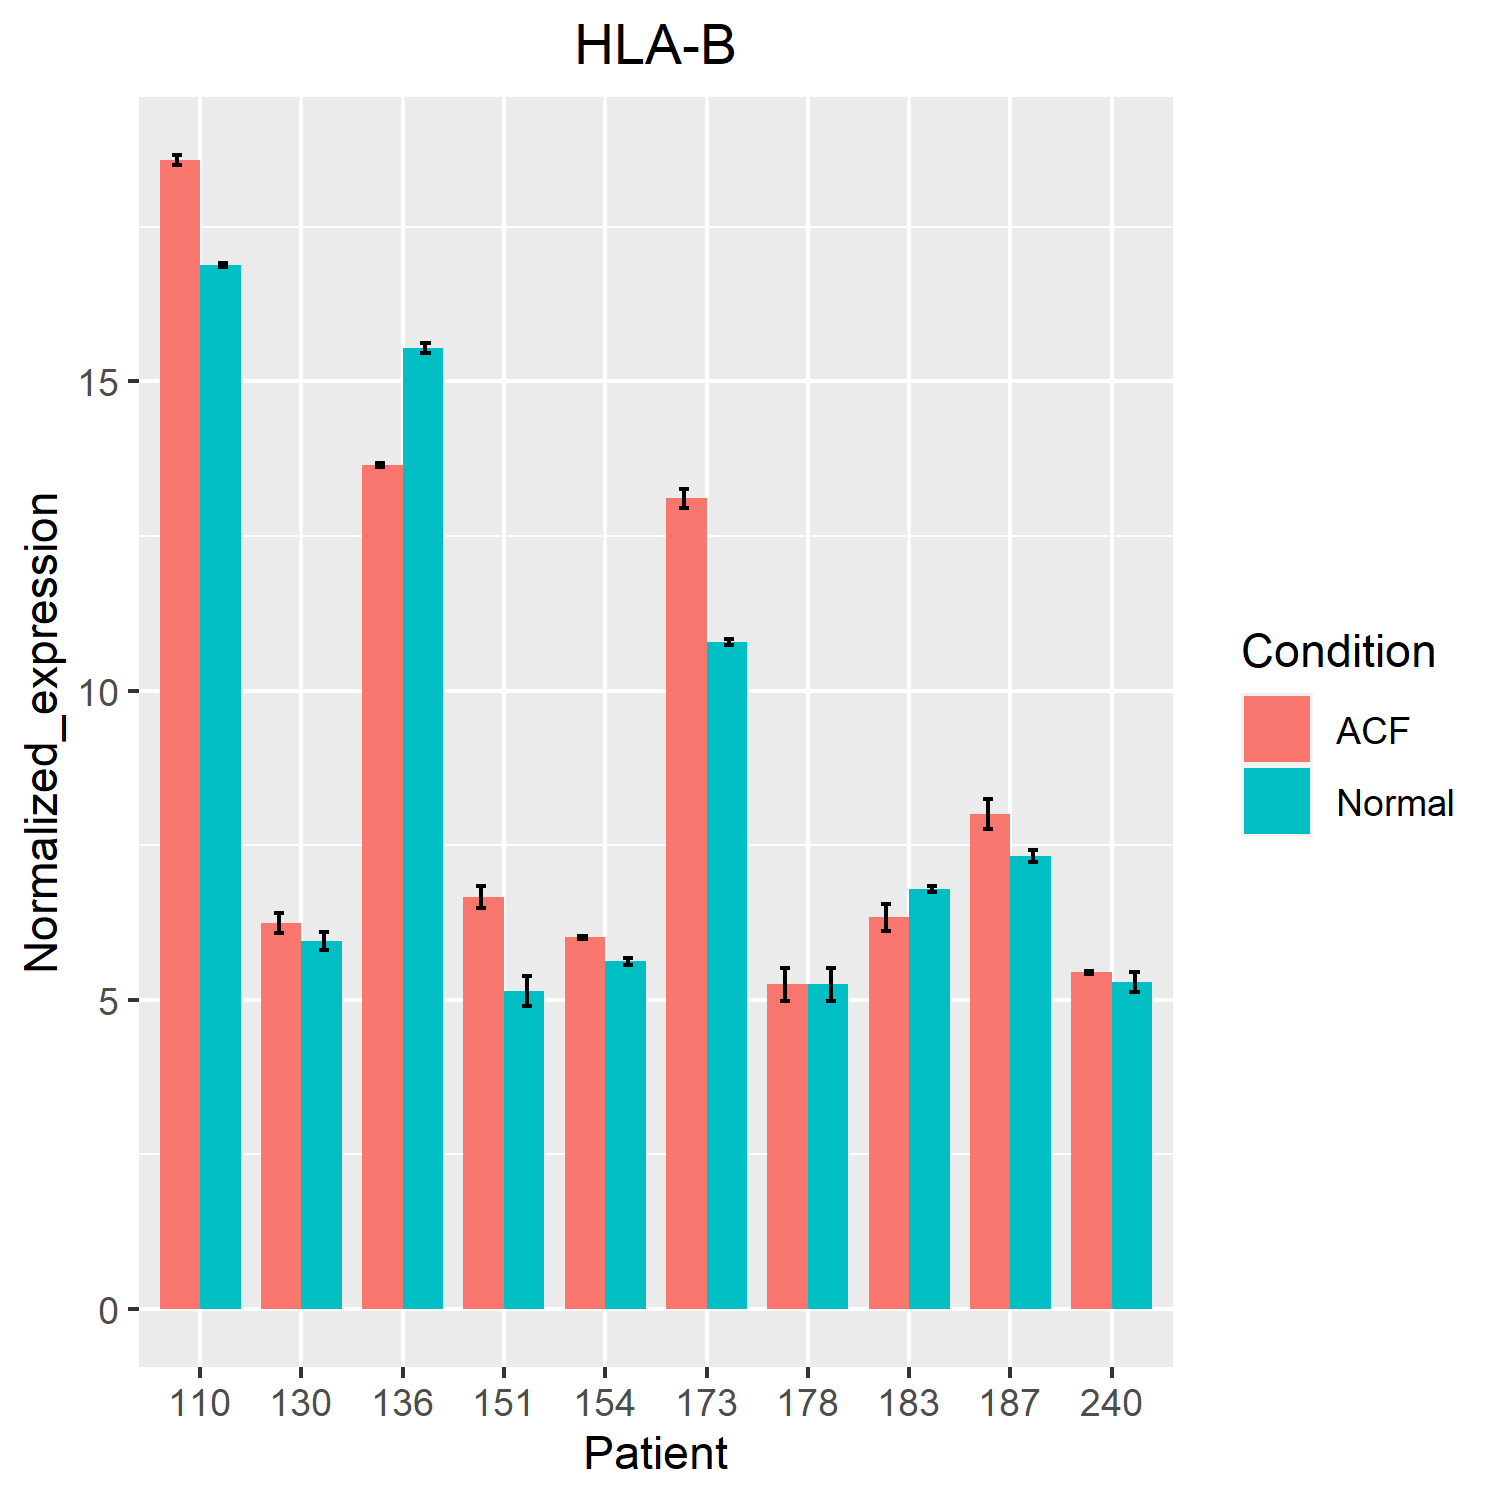 HLA-B
Normalized_expression
15
10
5
0
110 130 136 151 154 173 178 183 187 240
Patient
Condition
ACF
Normal